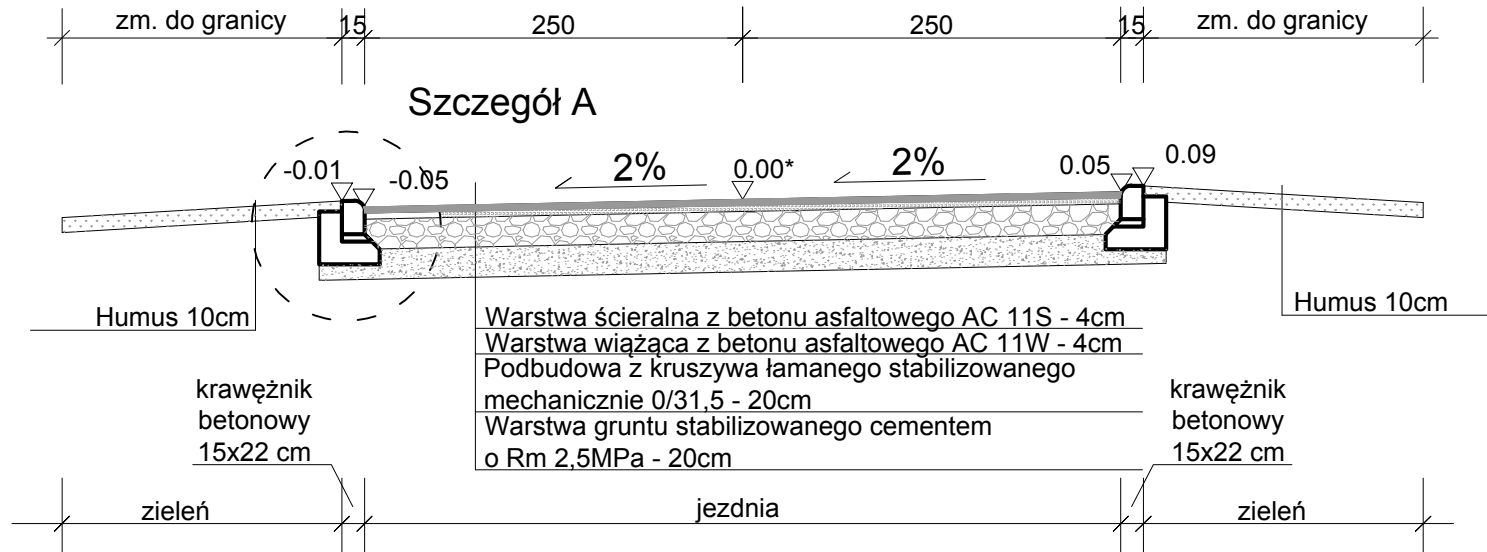 zm. do granicy 15 250 250 15 zm. do granicy
Szczegół A
-0.01 -0.05 2% 0.00* 2% 0.05 0.09
Humus 10cm
Humus 10cm
Warstwa ścieralna z betonu asfaltowego AC 11S - 4cm
Warstwa wiążąca z betonu asfaltowego AC 11W - 4cm
Podbudowa z kruszywa łamanego stabilizowanego
mechanicznie 0/31,5 - 20cm
Warstwa gruntu stabilizowanego cementem
o Rm 2,5MPa - 20cm
krawężnik
betonowy
15x22 cm
krawężnik
betonowy
15x22 cm
zieleń jezdnia zieleń